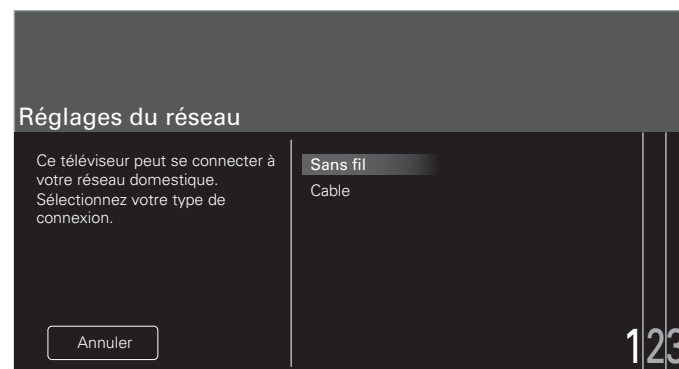 Réglages du réseau
Ce téléviseur peut se connecter à
votre réseau domestique.
Sélectionnez votre type de
connexion.
Sans fil
Cable
Annuler
1 2 3